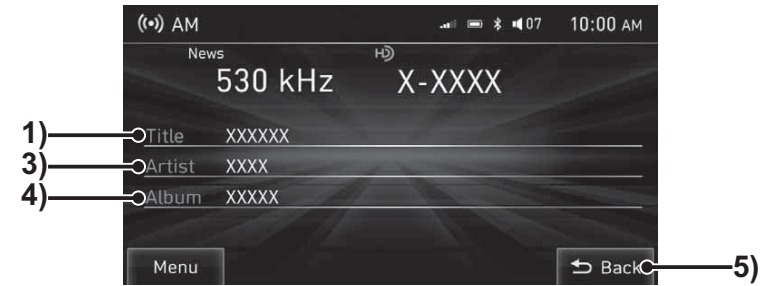 ((•)) AM 07 10:00 AM
News HD
530 kHz X-XXXX
1) Title XXXXXX
3) Artist XXXX
4) Album XXXXX
Menu Back 5)